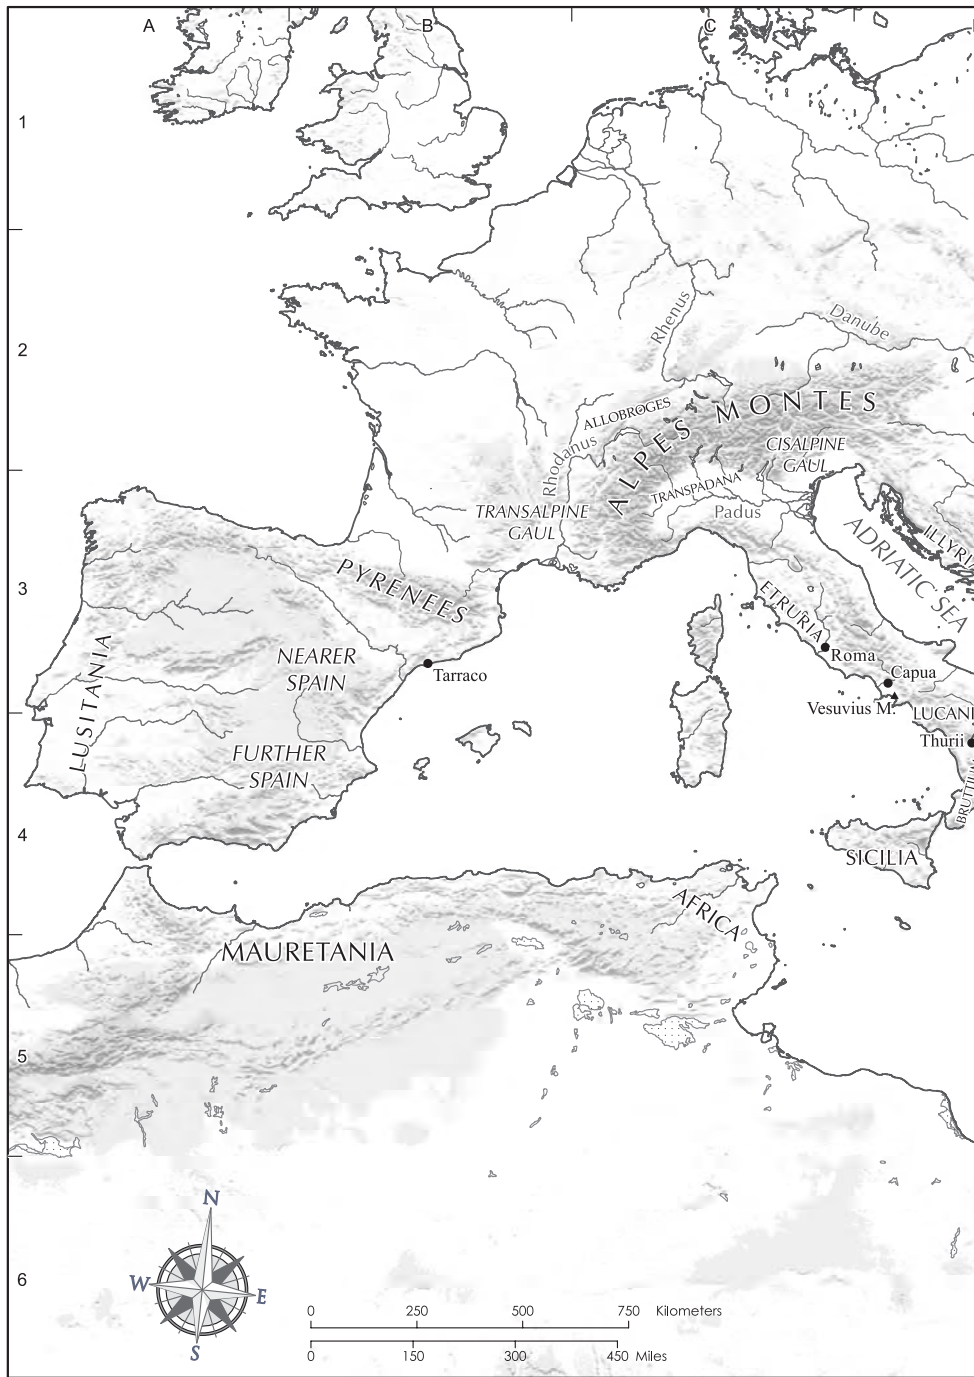 A
B
C
1
2
3
4
5
6
Rhenus
Danube
ALLOBROGES
ALPES MONTES
Rhodanus
CISALPINE
GAUL
TRANSPADANA
TRANSALPINE
GAUL
Padus
ADRIATIC SEA
PYRENEES
ETRURIA
Roma
NEARER
SPAIN
Tarraco
Capua
Vesuvius M.
LUSITANIA
FURTHER
SPAIN
Thurii
SICILIA
AFRICA
MAURETANIA
N
W
E
S
0
250
500
750 Kilometers
0
150
300
450 Miles